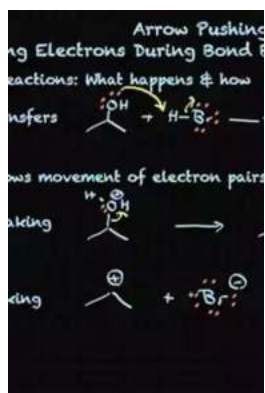 Arrow Pushing
ng Electrons During Bond B
eactions: What happens & how
nsfers
OH + H-Br
ows movement of electron pairs
aking
H OH
king
+ + Br -